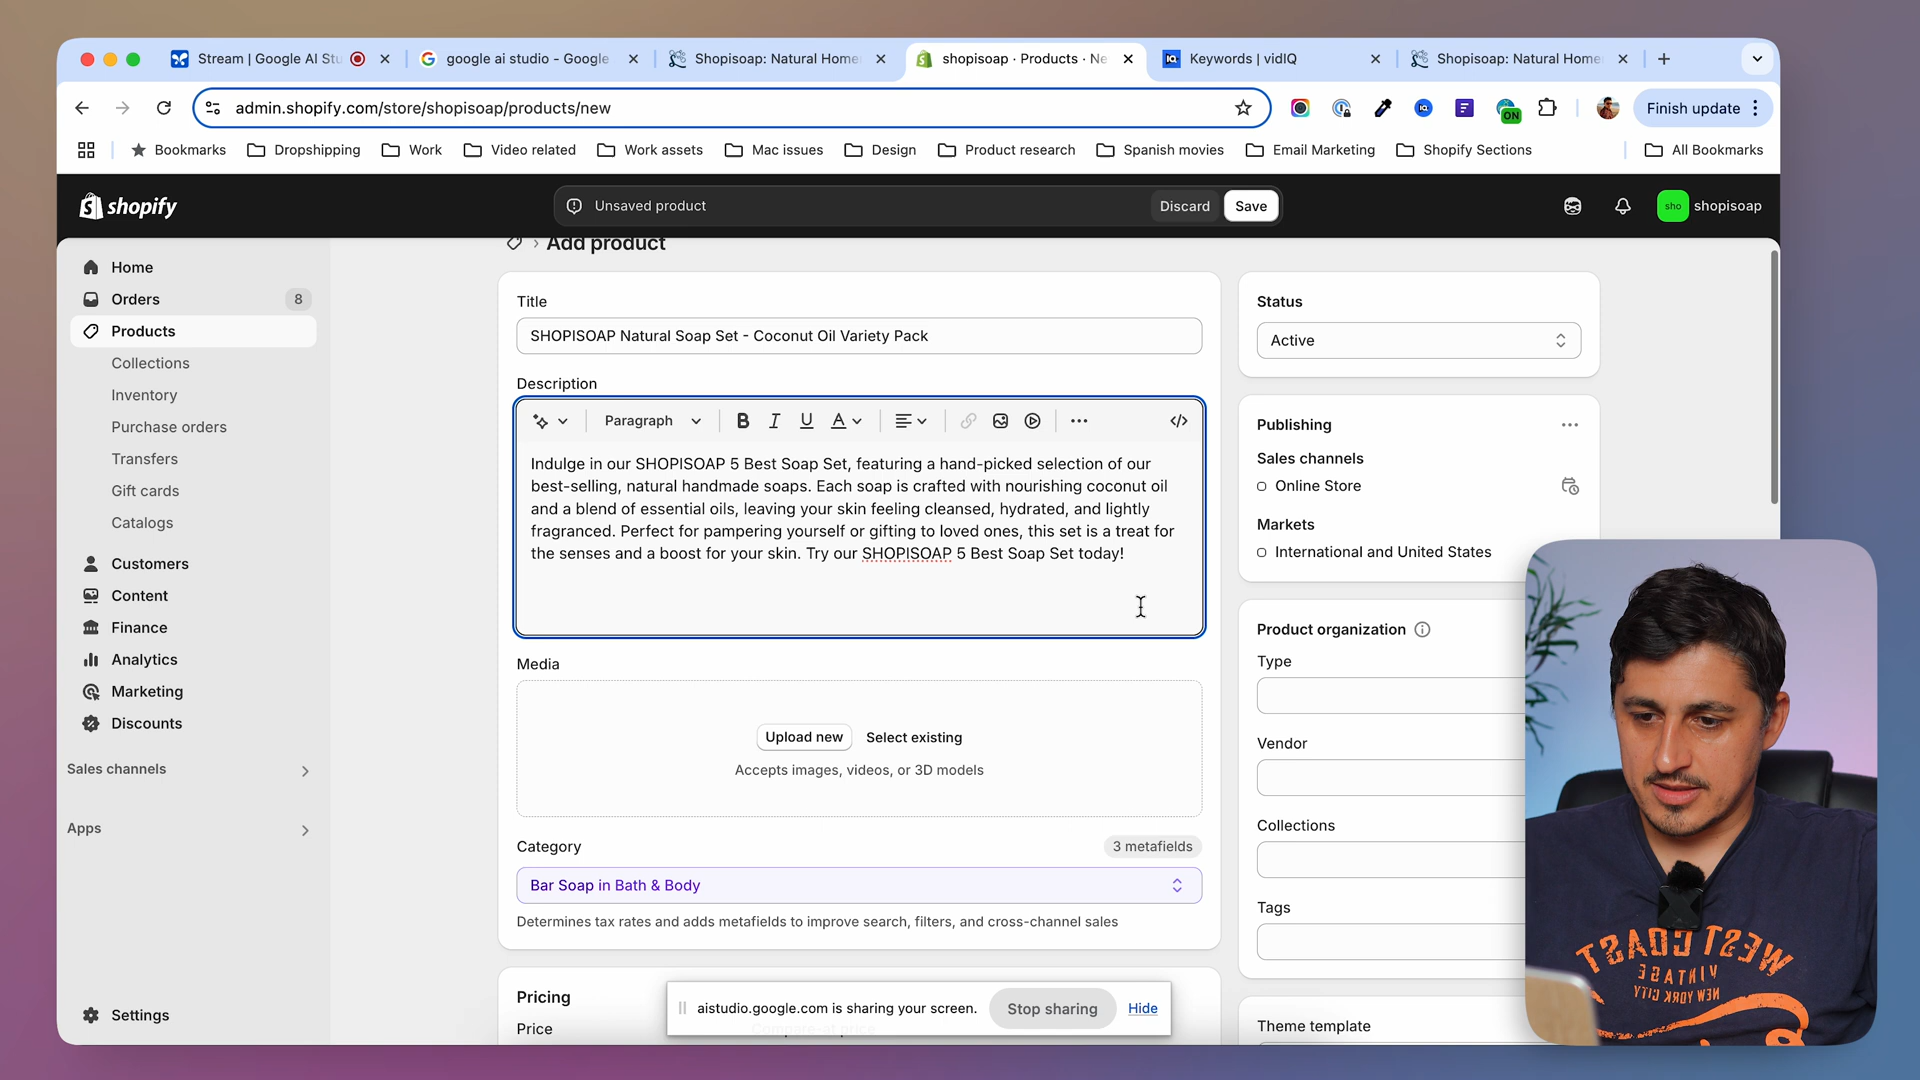 Stream | Google AI Stu
google ai studio - Google
Shopisoap: Natural Home
shopisoap · Products · Ne
Keywords | vidIQ
Shopisoap: Natural Home
admin.shopify.com/store/shopisoap/products/new
ON
Finish update
Bookmarks
Dropshipping
Work
Video related
Work assets
Mac issues
Design
Product research
Spanish movies
Email Marketing
Shopify Sections
All Bookmarks
shopify
Unsaved product
Discard
Save
sho
shopisoap
Home
Orders
8
Products
Collections
Inventory
Purchase orders
Transfers
Gift cards
Catalogs
Customers
Content
Finance
Analytics
Marketing
Discounts
Sales channels
Apps
Settings
Add product
Title
SHOPISOAP Natural Soap Set - Coconut Oil Variety Pack
Description
Paragraph
B I U A
Indulge in our SHOPISOAP 5 Best Soap Set, featuring a hand-picked selection of our
best-selling, natural handmade soaps. Each soap is crafted with nourishing coconut oil
and a blend of essential oils, leaving your skin feeling cleansed, hydrated, and lightly
fragranced. Perfect for pampering yourself or gifting to loved ones, this set is a treat for
the senses and a boost for your skin. Try our SHOPISOAP 5 Best Soap Set today!
Media
Upload new
Select existing
Accepts images, videos, or 3D models
Category
3 metafields
Bar Soap in Bath & Body
Determines tax rates and adds metafields to improve search, filters, and cross-channel sales
Pricing
Price
Compare-at price
Status
Active
Publishing
Sales channels
Online Store
Markets
International and United States
Product organization
Type
Vendor
Collections
Tags
Theme template
aistudio.google.com is sharing your screen.
Stop sharing
Hide
WEST COAST
VINTAGE
NEW YORK CITY